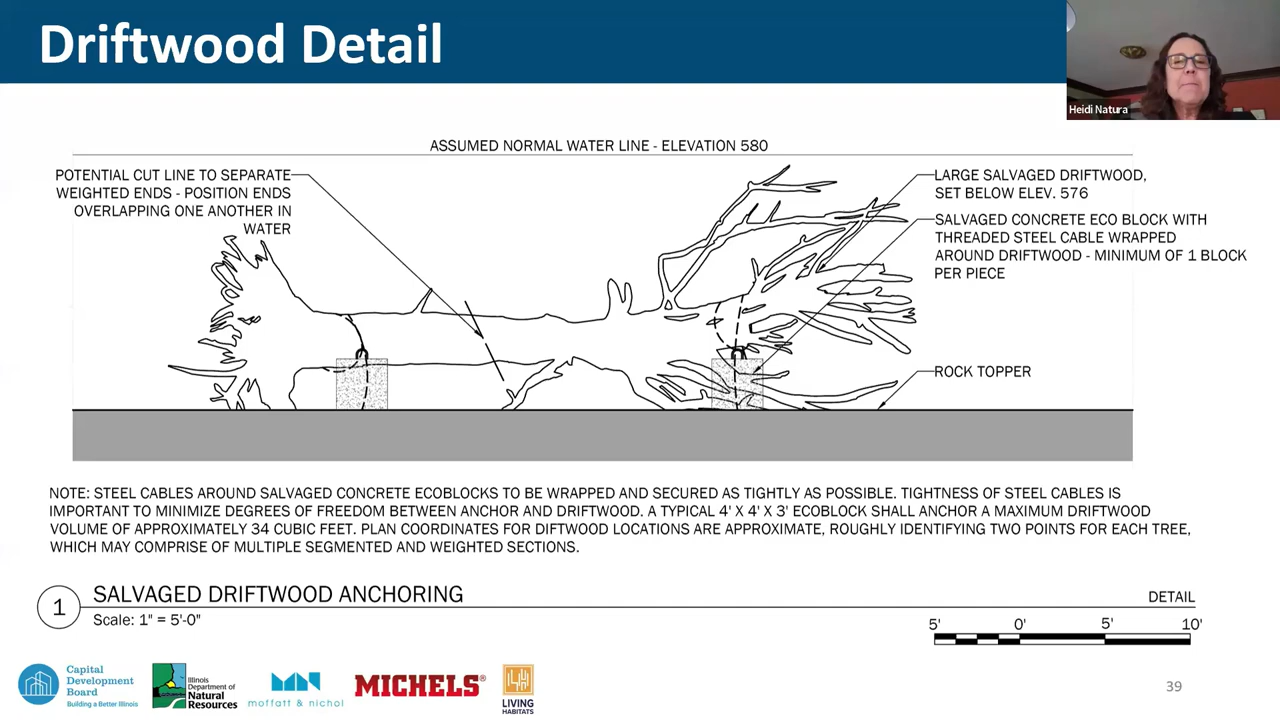 Driftwood Detail
Heidi Natura
ASSUMED NORMAL WATER LINE - ELEVATION 580
POTENTIAL CUT LINE TO SEPARATE
WEIGHTED ENDS - POSITION ENDS
OVERLAPPING ONE ANOTHER IN
WATER
LARGE SALVAGED DRIFTWOOD,
SET BELOW ELEV. 576
SALVAGED CONCRETE ECO BLOCK WITH
THREADED STEEL CABLE WRAPPED
AROUND DRIFTWOOD - MINIMUM OF 1 BLOCK
PER PIECE
ROCK TOPPER
NOTE: STEEL CABLES AROUND SALVAGED CONCRETE ECOBLOCKS TO BE WRAPPED AND SECURED AS TIGHTLY AS POSSIBLE. TIGHTNESS OF STEEL CABLES IS
IMPORTANT TO MINIMIZE DEGREES OF FREEDOM BETWEEN ANCHOR AND DRIFTWOOD. A TYPICAL 4' X 4' X 3' ECOBLOCK SHALL ANCHOR A MAXIMUM DRIFTWOOD
VOLUME OF APPROXIMATELY 34 CUBIC FEET. PLAN COORDINATES FOR DIFTWOOD LOCATIONS ARE APPROXIMATE, ROUGHLY IDENTIFYING TWO POINTS FOR EACH TREE,
WHICH MAY COMPRISE OF MULTIPLE SEGMENTED AND WEIGHTED SECTIONS.
1
SALVAGED DRIFTWOOD ANCHORING
Scale: 1" = 5'-0"
DETAIL
5' 0' 5' 10'
Capital
Development
Board
Building a Better Illinois
Illinois
Department of
Natural
Resources
moffatt & nichol
MICHELS®
LIVING
HABITATS
39